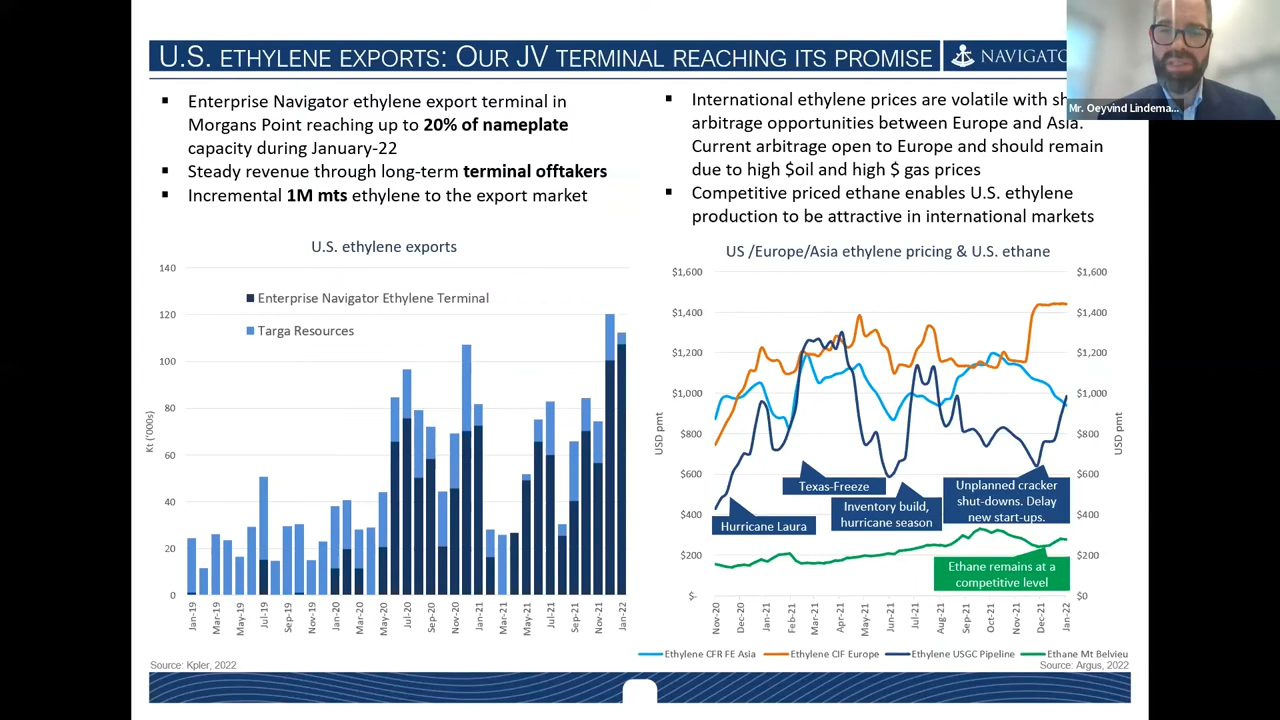 U.S. ETHYLENE EXPORTS: OUR JV TERMINAL REACHING ITS PROMISE
Mr. Oeyvind Lindema...
▪ Enterprise Navigator ethylene export terminal in
Morgans Point reaching up to 20% of nameplate
capacity during January-22
▪ Steady revenue through long-term terminal offtakers
▪ Incremental 1M mts ethylene to the export market
▪ International ethylene prices are volatile with
arbitrage opportunities between Europe and Asia.
Current arbitrage open to Europe and should remain
due to high $oil and high $ gas prices
▪ Competitive priced ethane enables U.S. ethylene
production to be attractive in international markets
U.S. ethylene exports
Enterprise Navigator Ethylene Terminal
Targa Resources
Kt ('000s)
140
120
100
80
60
40
20
0
Jan-19
Mar-19
May-19
Jul-19
Sep-19
Nov-19
Jan-20
Mar-20
May-20
Jul-20
Sep-20
Nov-20
Jan-21
Mar-21
May-21
Jul-21
Sep-21
Nov-21
Jan-22
Source: Kpler, 2022
US /Europe/Asia ethylene pricing & U.S. ethane
USD pmt
$1,600
$1,400
$1,200
$1,000
$800
$600
$400
$200
$-
Hurricane Laura
Texas-Freeze
Inventory build,
hurricane season
Unplanned cracker
shut-downs. Delay
new start-ups.
Ethane remains at a
competitive level
$1,600
$1,400
$1,200
$1,000
$800
$600
$400
$200
$0
USD pmt
Nov-20
Dec-20
Jan-21
Feb-21
Mar-21
Apr-21
May-21
Jun-21
Jul-21
Aug-21
Sep-21
Oct-21
Nov-21
Dec-21
Jan-22
Ethylene CFR FE Asia
Ethylene CIF Europe
Ethylene USGC Pipeline
Ethane Mt Belvieu
Source: Argus, 2022